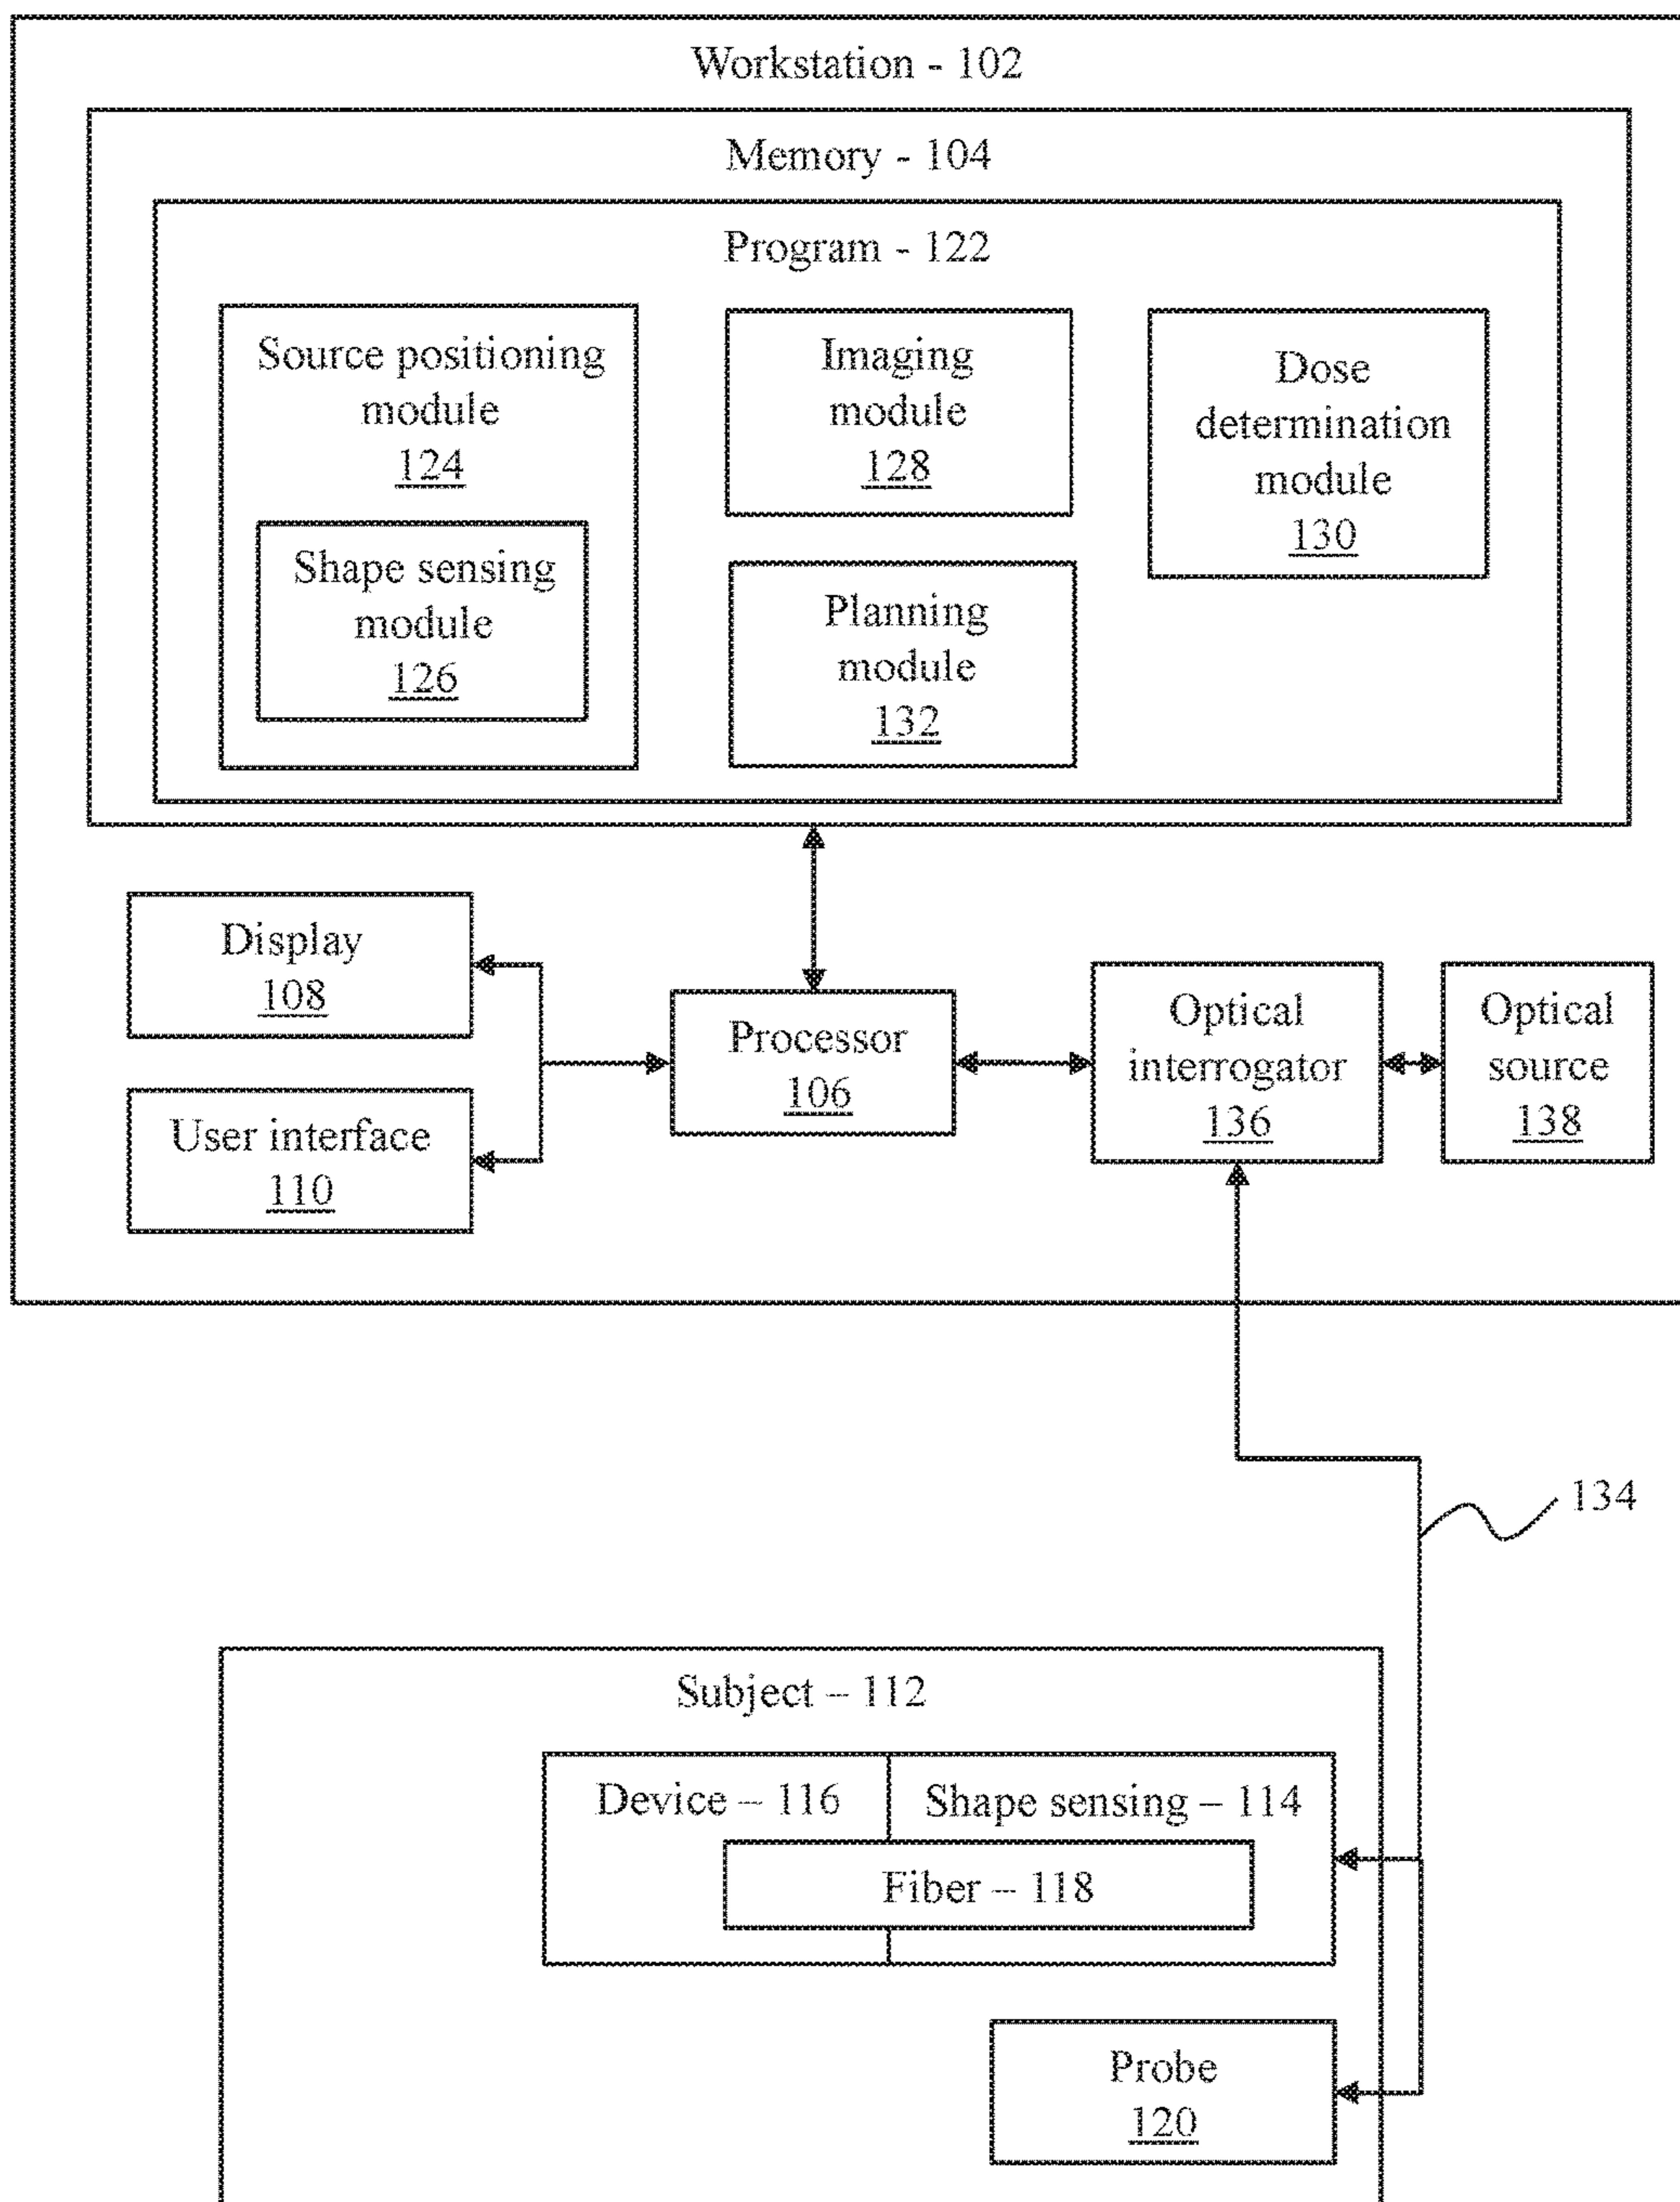 Workstation - 102
Memory - 104
Program - 122
Source positioning
module
124
Shape sensing
module
126
Imaging
module
128
Planning
module
132
Dose
determination
module
130
Display
108
User interface
110
Processor
106
Optical
interrogator
136
Optical
source
138
134
Subject – 112
Device – 116
Shape sensing – 114
Fiber – 118
Probe
120